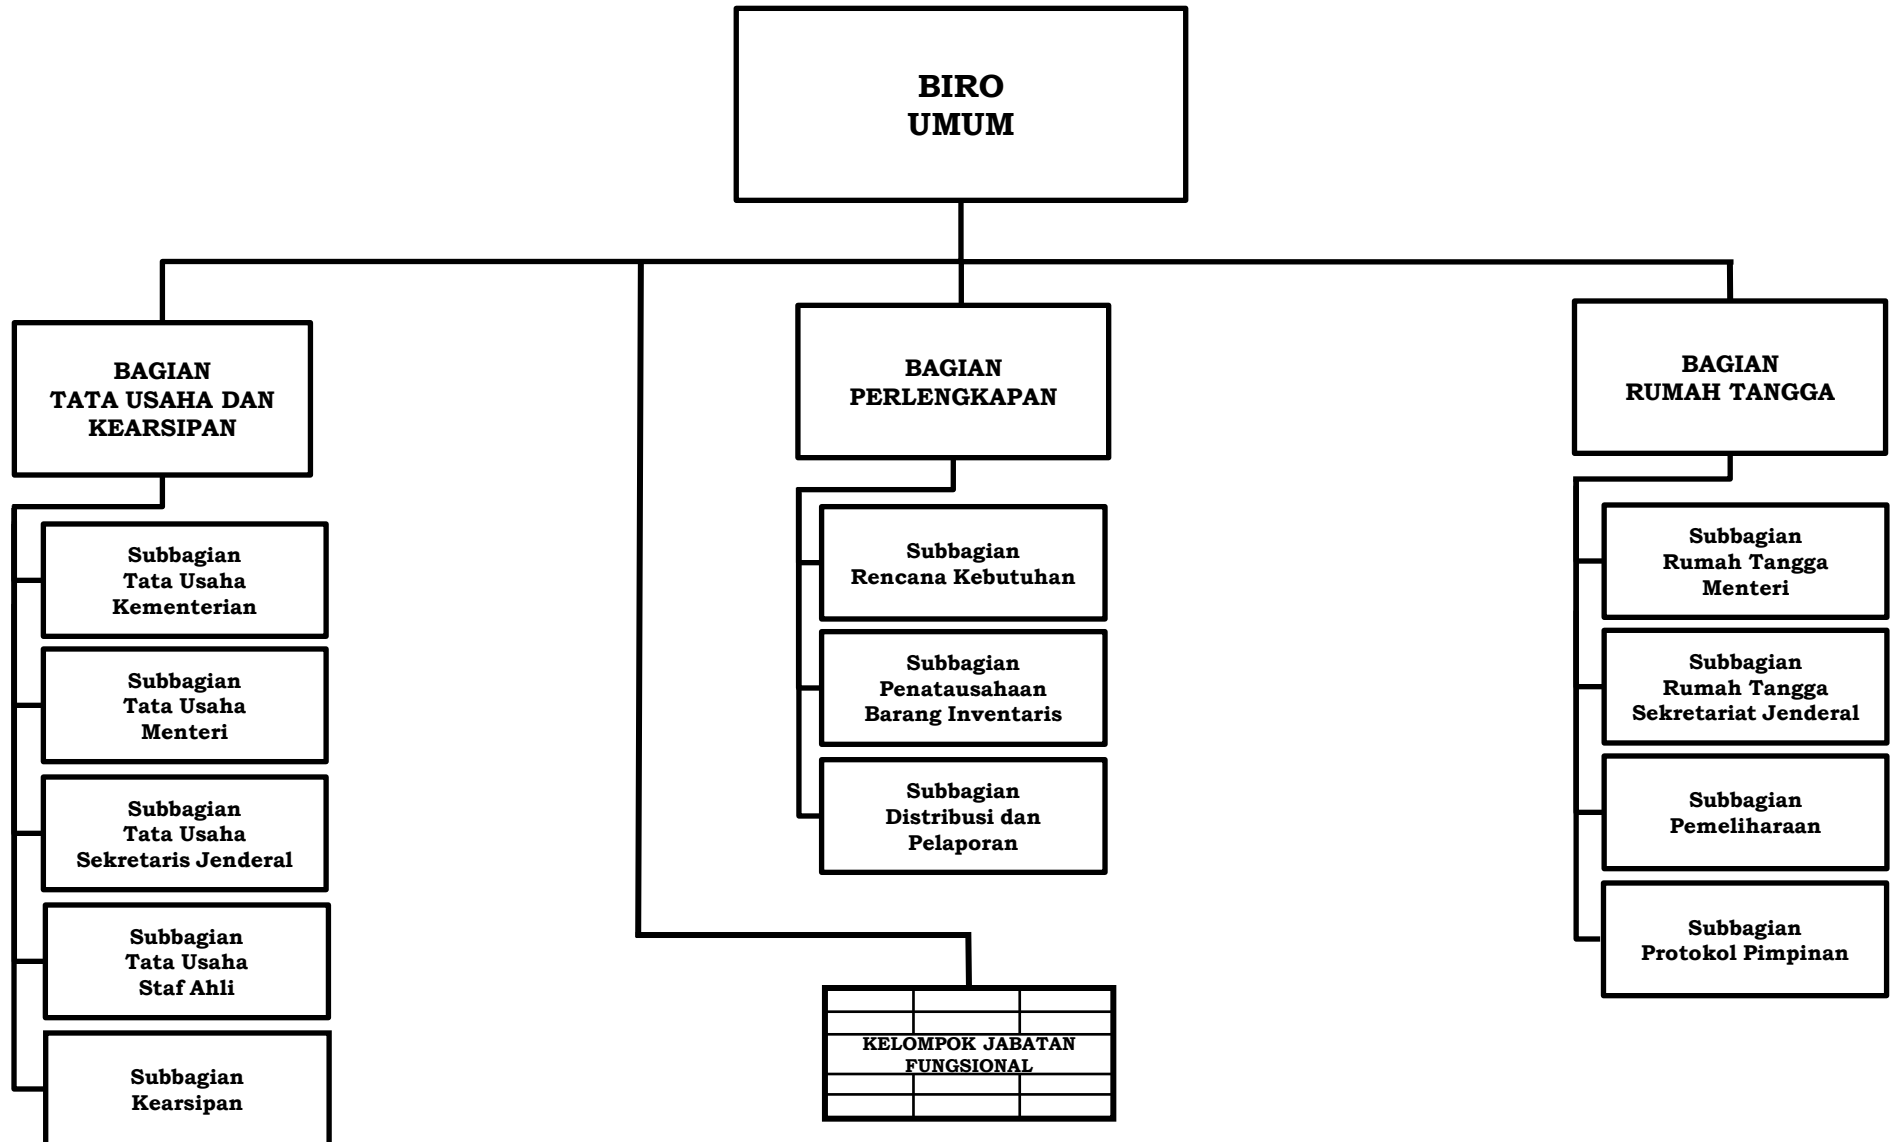 BIRO
UMUM
BAGIAN
TATA USAHA DAN
KEARSIPAN
Subbagian
Tata Usaha
Kementerian
Subbagian
Tata Usaha
Menteri
Subbagian
Tata Usaha
Sekretaris Jenderal
Subbagian
Tata Usaha
Staf Ahli
Subbagian
Kearsipan
BAGIAN
PERLENGKAPAN
Subbagian
Rencana Kebutuhan
Subbagian
Penatausahaan
Barang Inventaris
Subbagian
Distribusi dan
Pelaporan
KELOMPOK JABATAN
FUNGSIONAL
BAGIAN
RUMAH TANGGA
Subbagian
Rumah Tangga
Menteri
Subbagian
Rumah Tangga
Sekretariat Jenderal
Subbagian
Pemeliharaan
Subbagian
Protokol Pimpinan